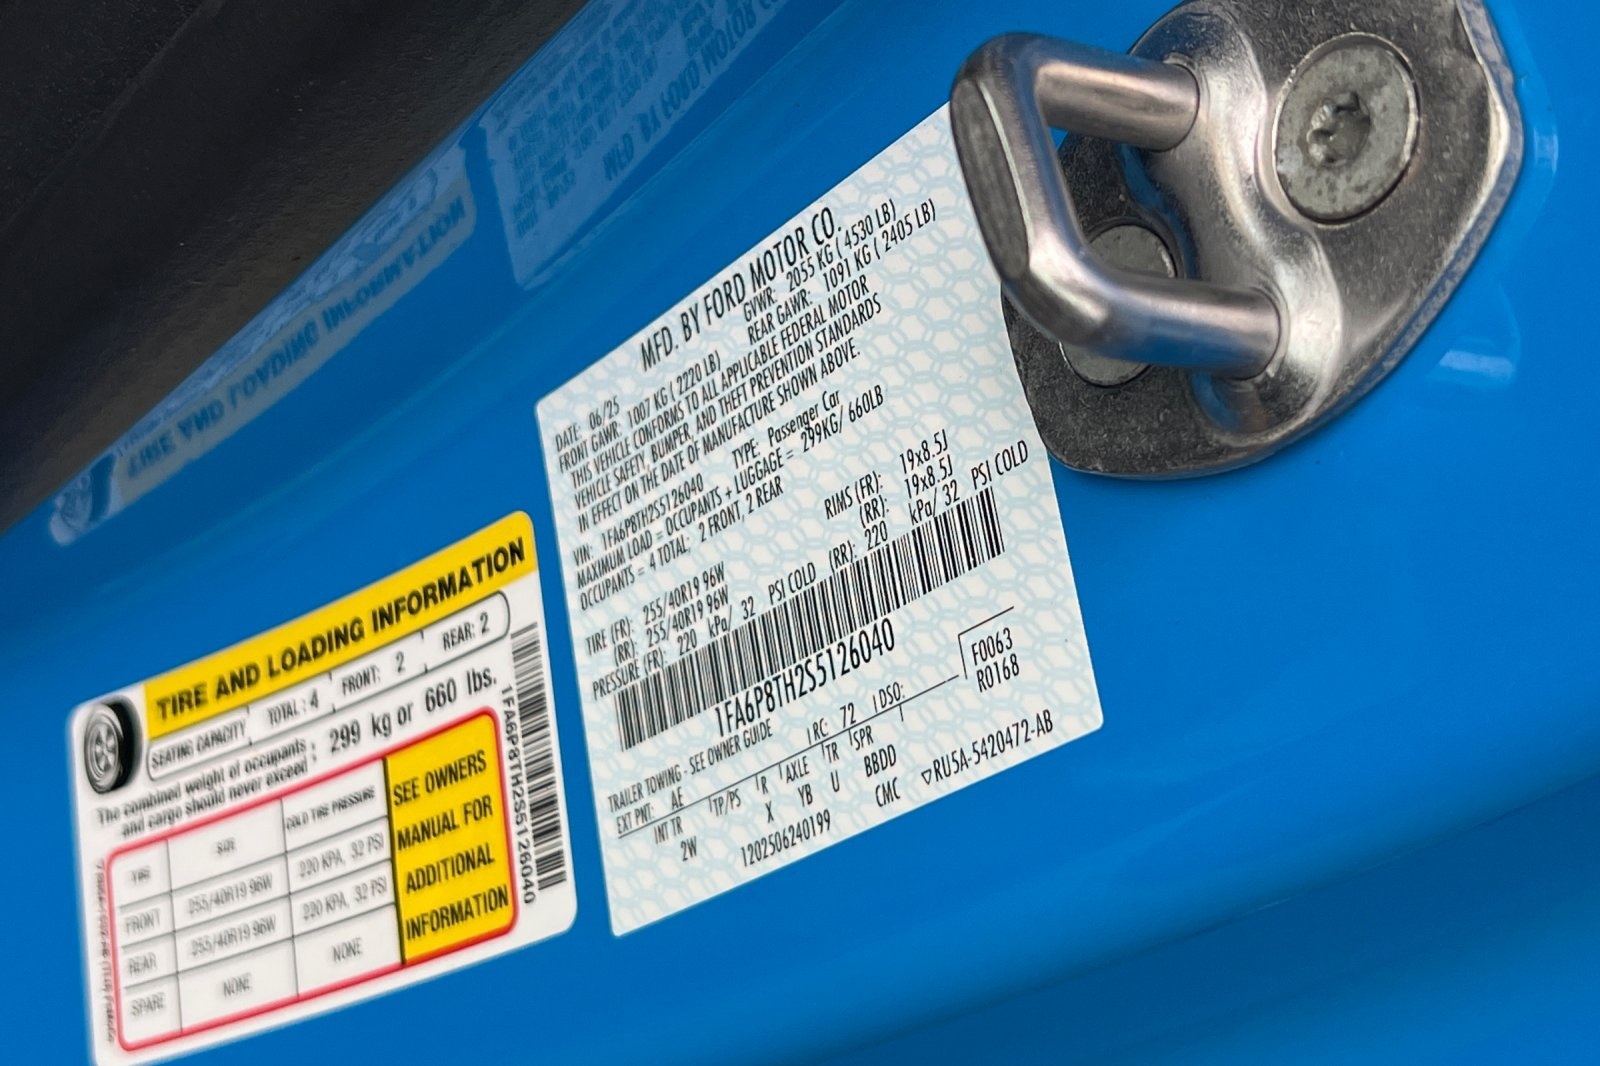 MFD. BY FORD MOTOR CO.
DATE: 06/25 GVWR: 2055 KG ( 4530 LB)
FRONT GAWR: 1007 KG ( 2220 LB) REAR GAWR: 1091 KG ( 2405 LB)
THIS VEHICLE CONFORMS TO ALL APPLICABLE FEDERAL MOTOR
VEHICLE SAFETY, BUMPER, AND THEFT PREVENTION STANDARDS
IN EFFECT ON THE DATE OF MANUFACTURE SHOWN ABOVE.
VIN: 1FA6P8TH2S5126040 TYPE: Passenger Car
MAXIMUM LOAD = OCCUPANTS + LUGGAGE = 299KG/ 660LB
OCCUPANTS = 4 TOTAL: 2 FRONT, 2 REAR
TIRE (FR): 255/40R19 96W RIMS (FR): 19x8.5J
(RR): 255/40R19 96W (RR): 19x8.5J
PRESSURE (FR): 220 kPa/ 32 PSI COLD (RR): 220 kPa/ 32 PSI COLD
1FA6P8TH2S5126040
TRAILER TOWING - SEE OWNER GUIDE
F0063
R0168
EXT PNT: AE RC: 72 DSO:
INT TR TP/PS R AXLE TR SPR
2W X YB U BBDD
1202506240199 CMC ▽RU5A-5420472-AB
TIRE AND LOADING INFORMATION
SEATING CAPACITY TOTAL: 4 FRONT: 2 REAR: 2
The combined weight of occupants
and cargo should never exceed : 299 kg or 660 lbs.
TIRE SIZE COLD TIRE PRESSURE
FRONT 255/40R19 96W 220 KPA, 32 PSI
REAR 255/40R19 96W 220 KPA, 32 PSI
SPARE NONE NONE
SEE OWNERS
MANUAL FOR
ADDITIONAL
INFORMATION
1FA6P8TH2S5126040